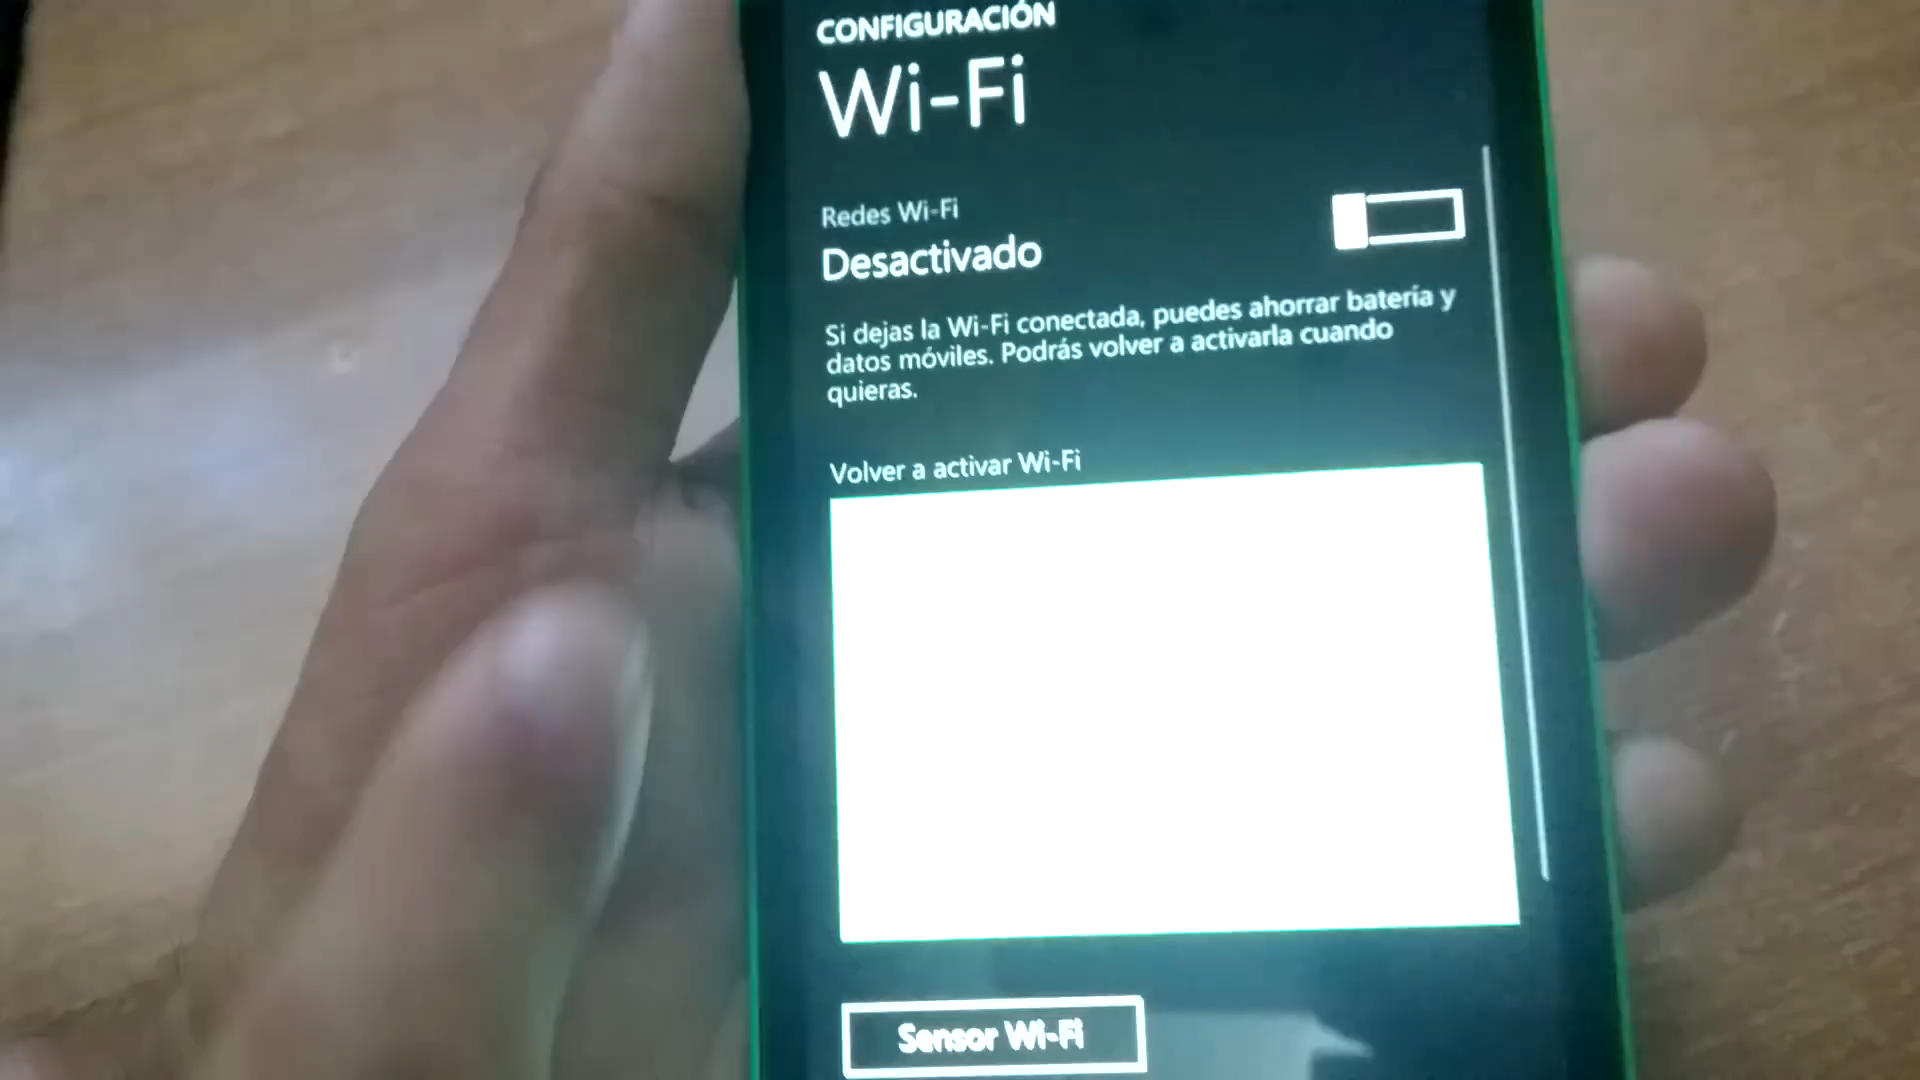 CONFIGURACIÓN
Wi-Fi
Redes Wi-Fi
Desactivado
Si dejas la Wi-Fi conectada, puedes ahorrar batería y
datos móviles. Podrás volver a activarla cuando
quieras.
Volver a activar Wi-Fi
Sensor Wi-Fi